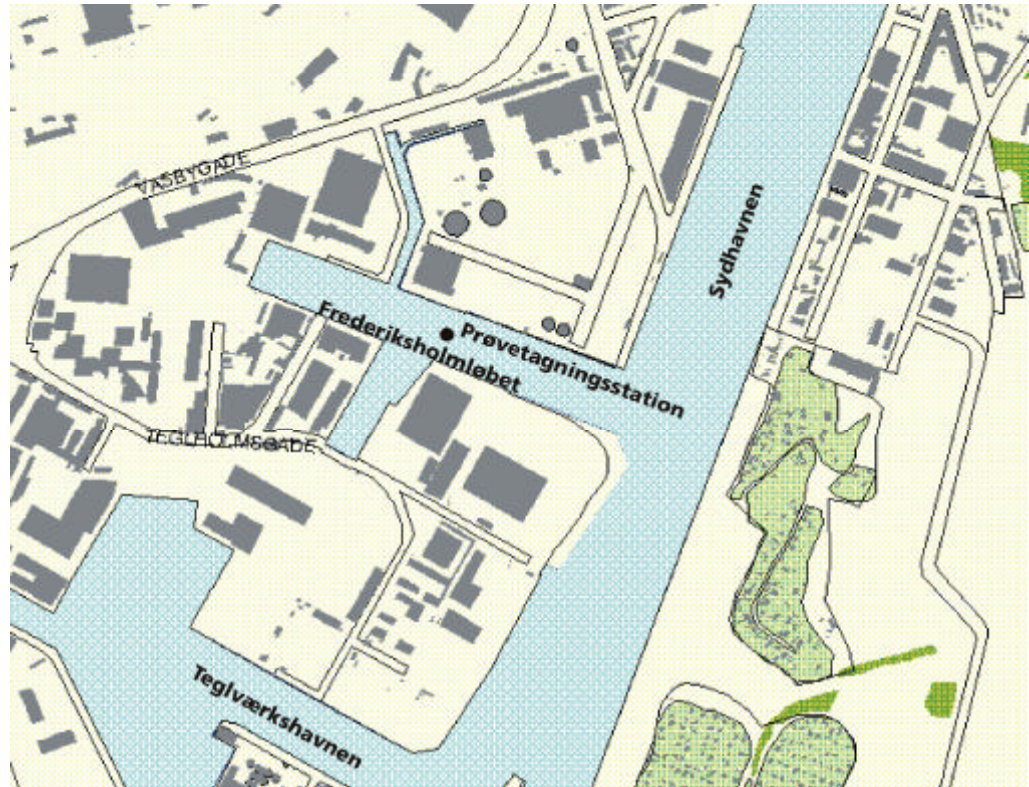 VASBYGADE
Sydhavnen
Frederiksholmløbet
Prøvetagningsstation
TEGLHOLMSGADE
Teglværkshavnen